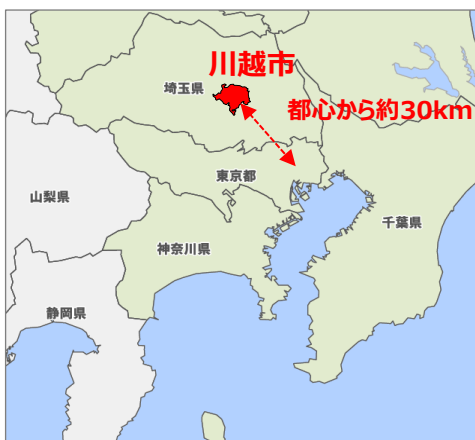 川越市
埼玉県
都心から約30km
東京都
山梨県
千葉県
神奈川県
静岡県